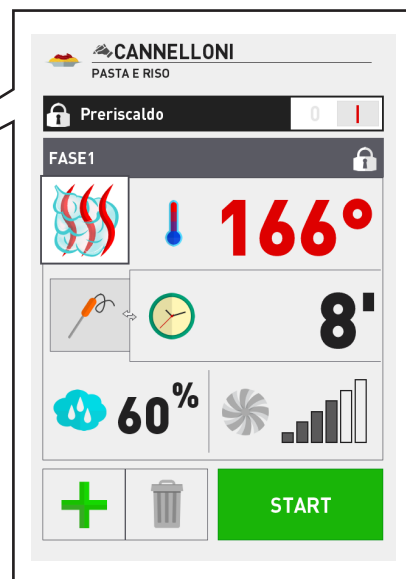 CANNELLONI
PASTA E RISO
Preriscaldo 0 I
FASE1
166°
8'
60%
START